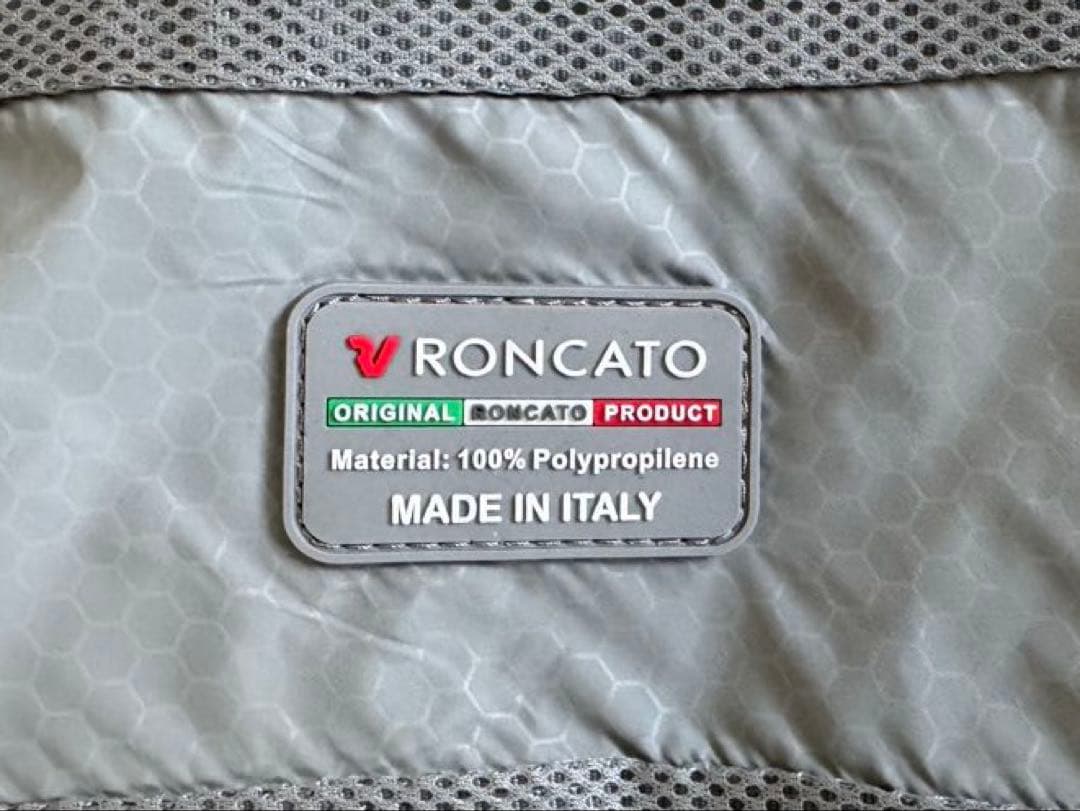 RONCATO
ORIGINAL RONCATO PRODUCT
Material: 100% Polypropilene
MADE IN ITALY